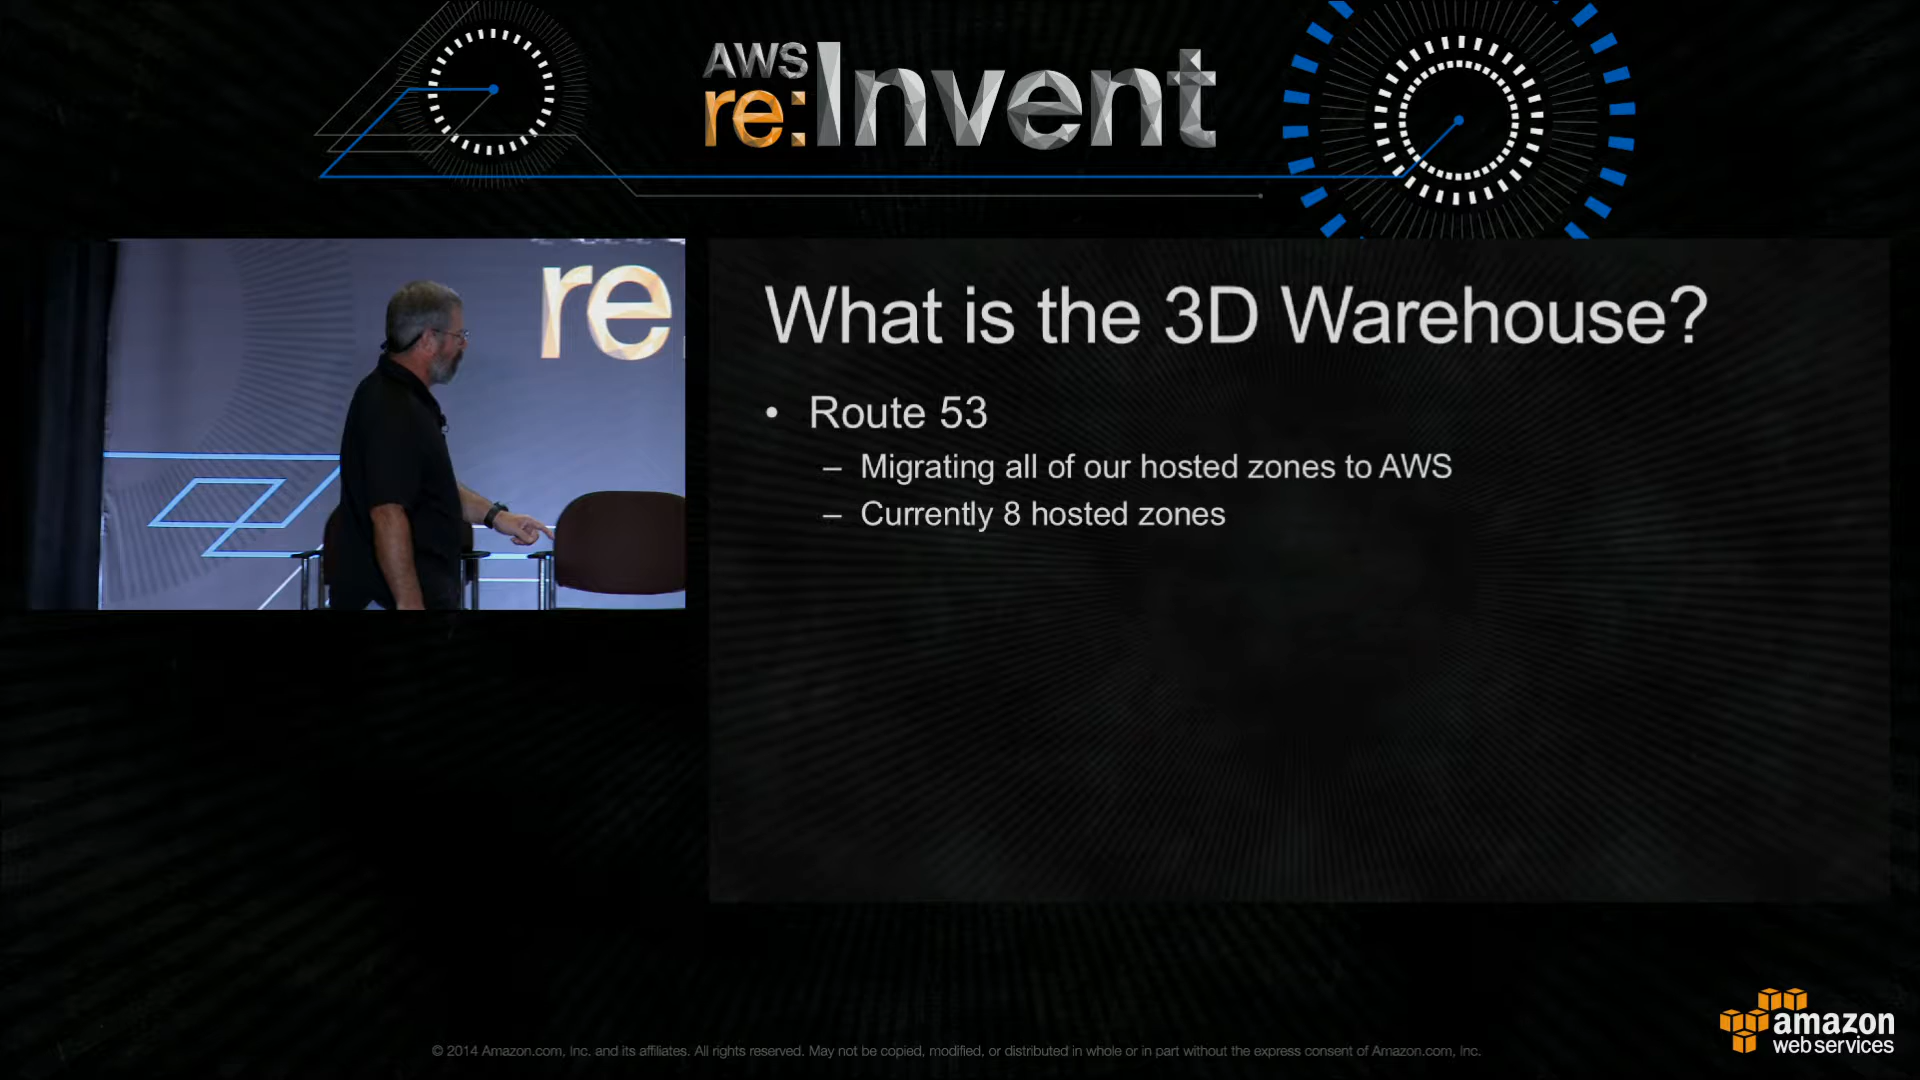 AWS
re:Invent
re
What is the 3D Warehouse?
• Route 53
– Migrating all of our hosted zones to AWS
– Currently 8 hosted zones
amazon
web services
© 2014 Amazon.com, Inc. and its affiliates. All rights reserved. May not be copied, modified, or distributed in whole or in part without the express consent of Amazon.com, Inc.